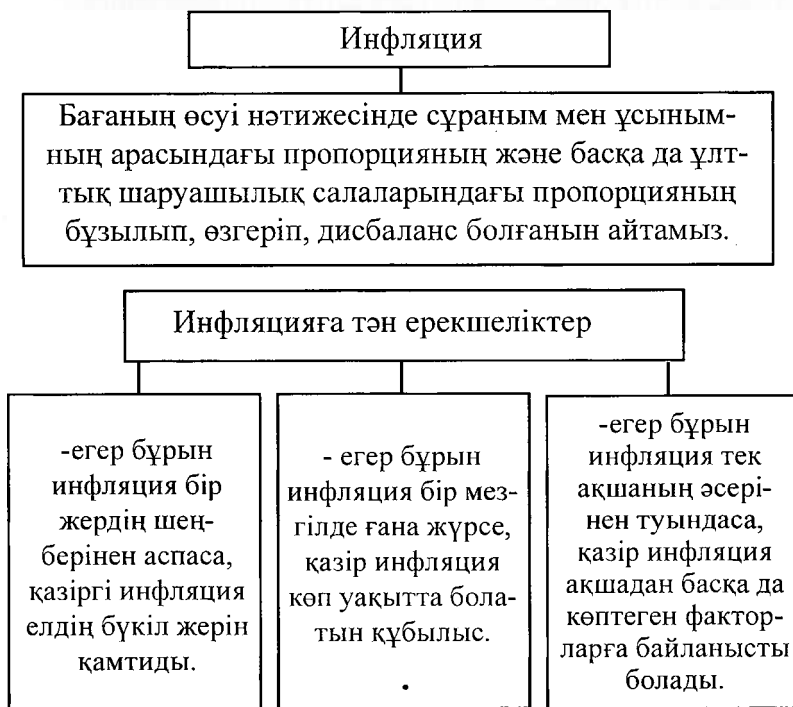 Инфляция
Бағаның өсуі нәтижесінде сұраным мен ұсыным-
ның арасындағы пропорцияның және басқа да ұлт-
тық шаруашылық салаларындағы пропорцияның
бұзылып, өзгеріп, дисбаланс болғанын айтамыз.
Инфляцияға тән ерекшеліктер
-егер бұрын
инфляция бір
жердің шең-
берінен аспаса,
қазіргі инфляция
елдің бүкіл жерін
қамтиды.
- егер бұрын
инфляция бір мез-
гілде ғана жүрсе,
қазір инфляция
көп уақытта бола-
тын құбылыс.
-егер бұрын
инфляция тек
ақшаның әсері-
нен туындаса,
қазір инфляция
ақшадан басқа да
көптеген фактор-
ларға байланысты
болады.